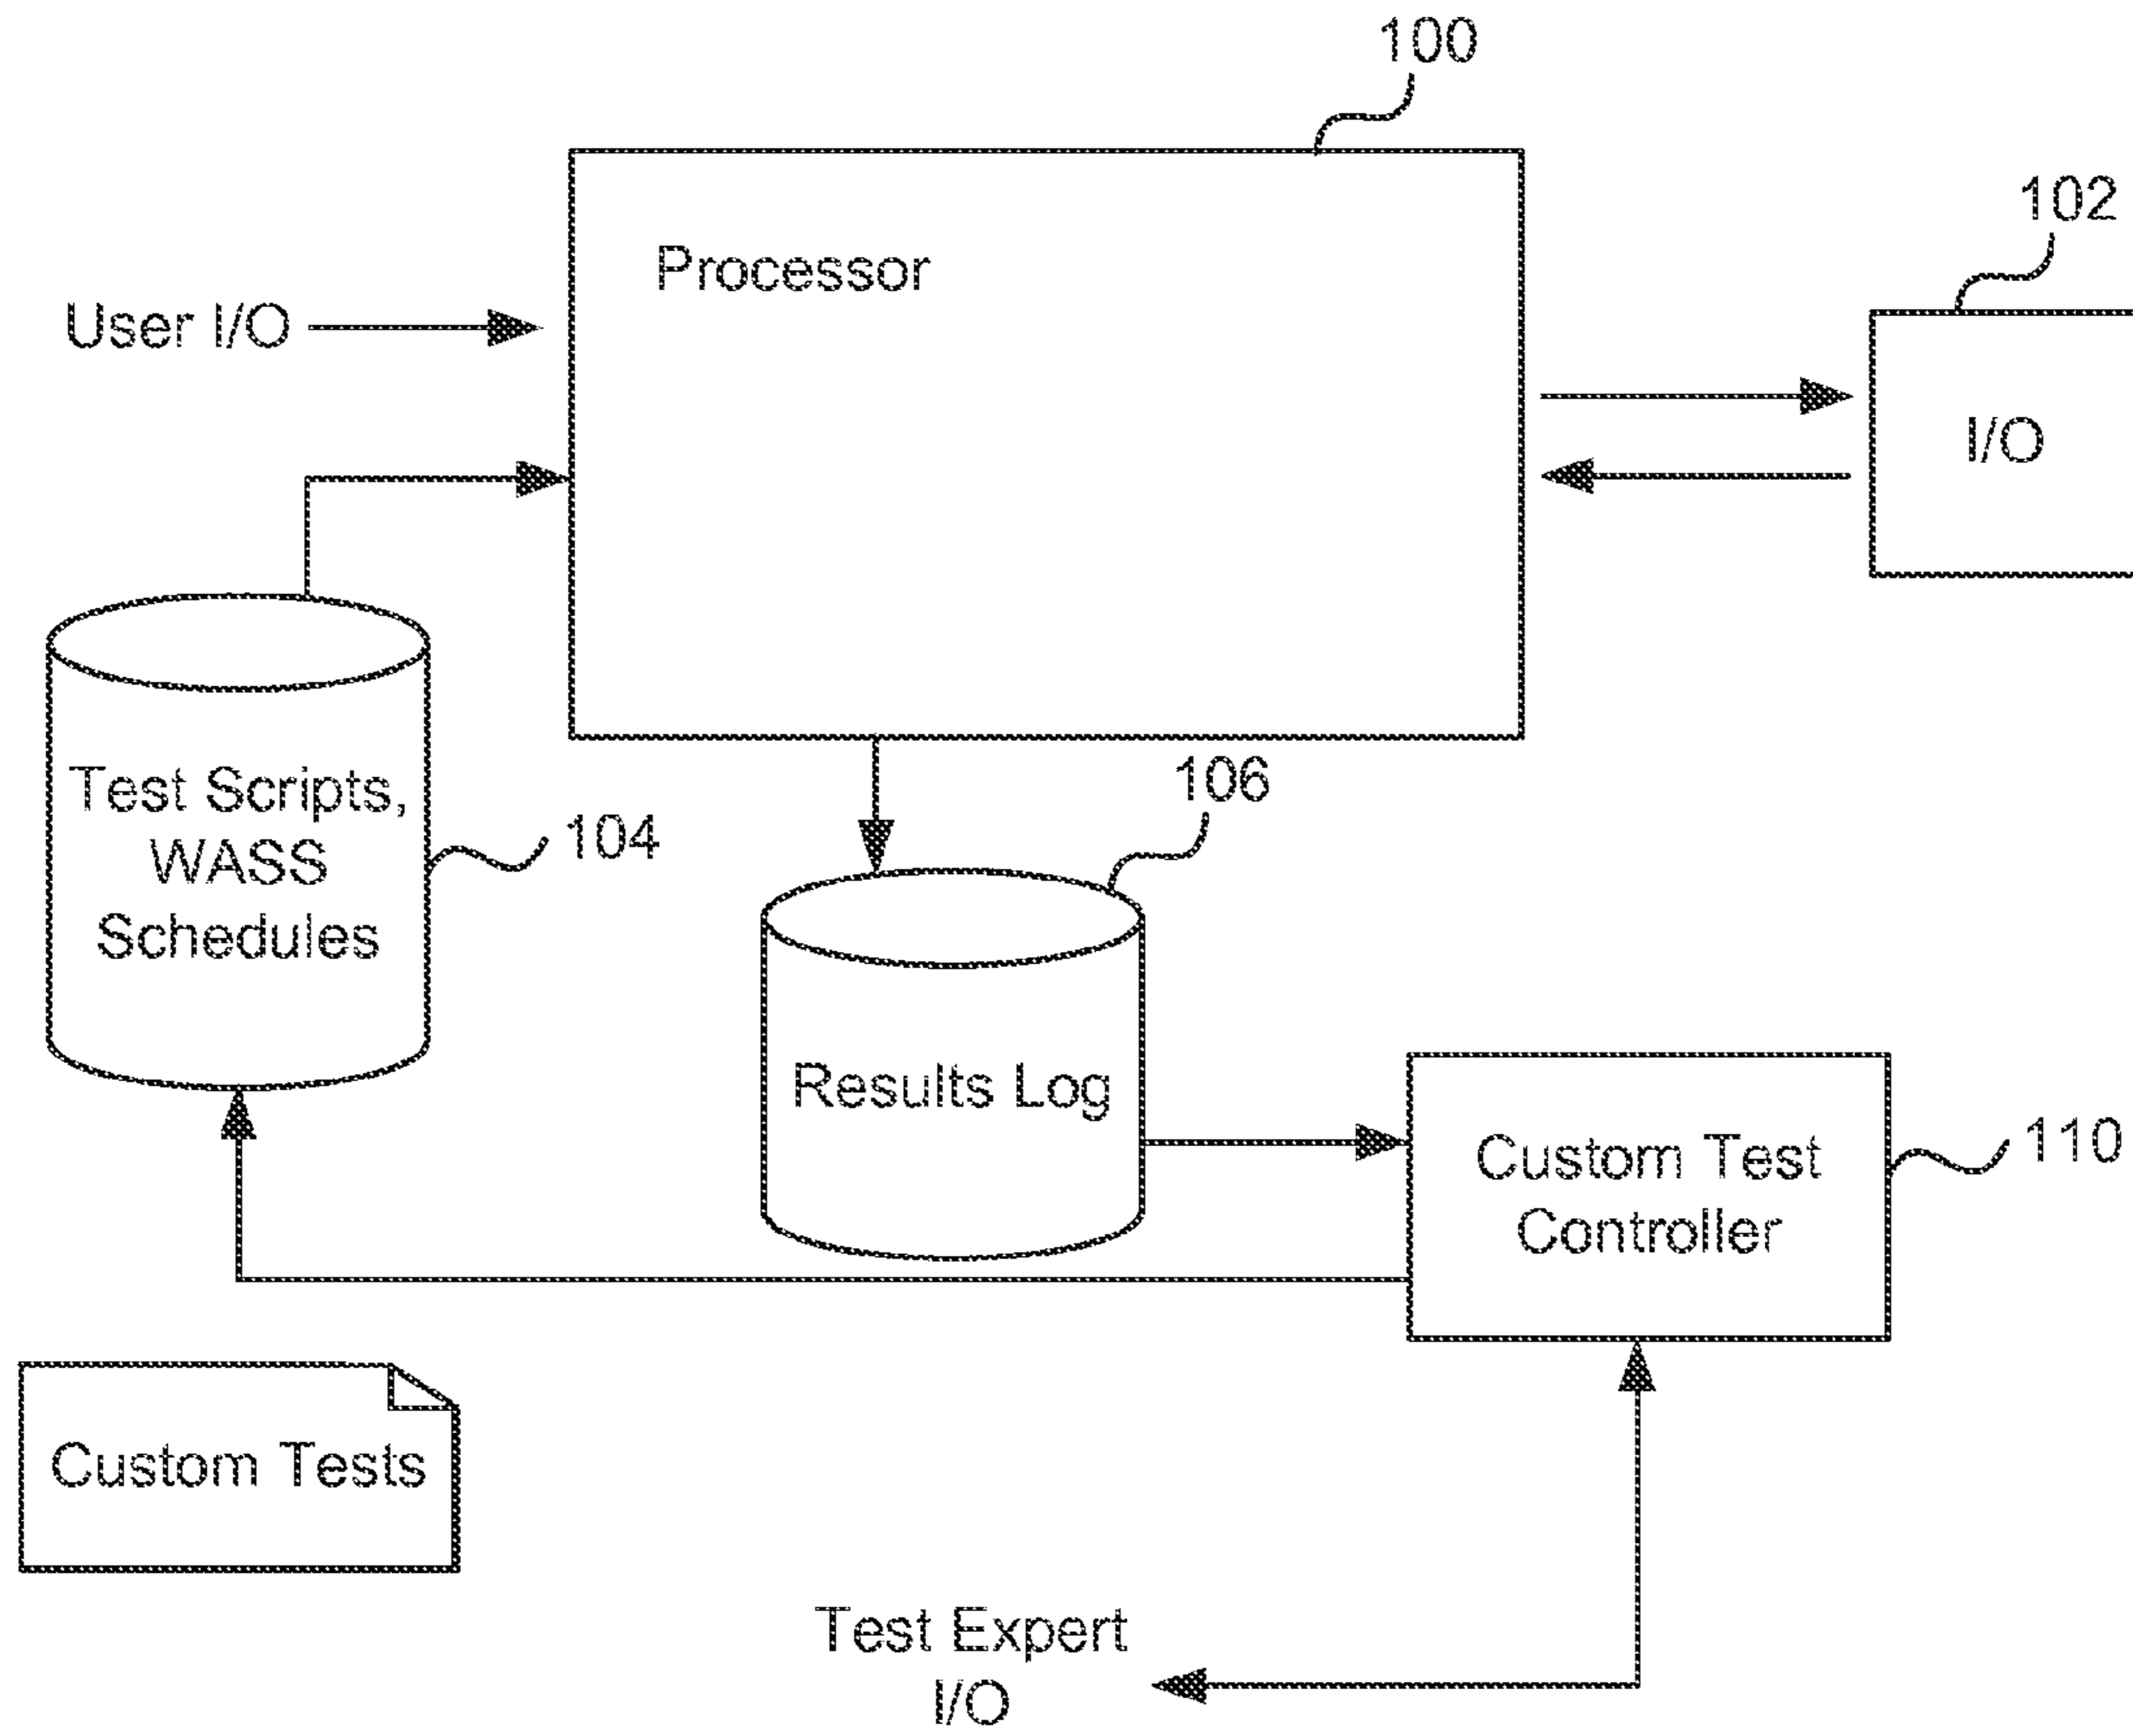 100
102
Processor
User I/O
I/O
Test Scripts,
WASS
Schedules
104
106
Results Log
Custom Test
Controller
110
Custom Tests
Test Expert
I/O